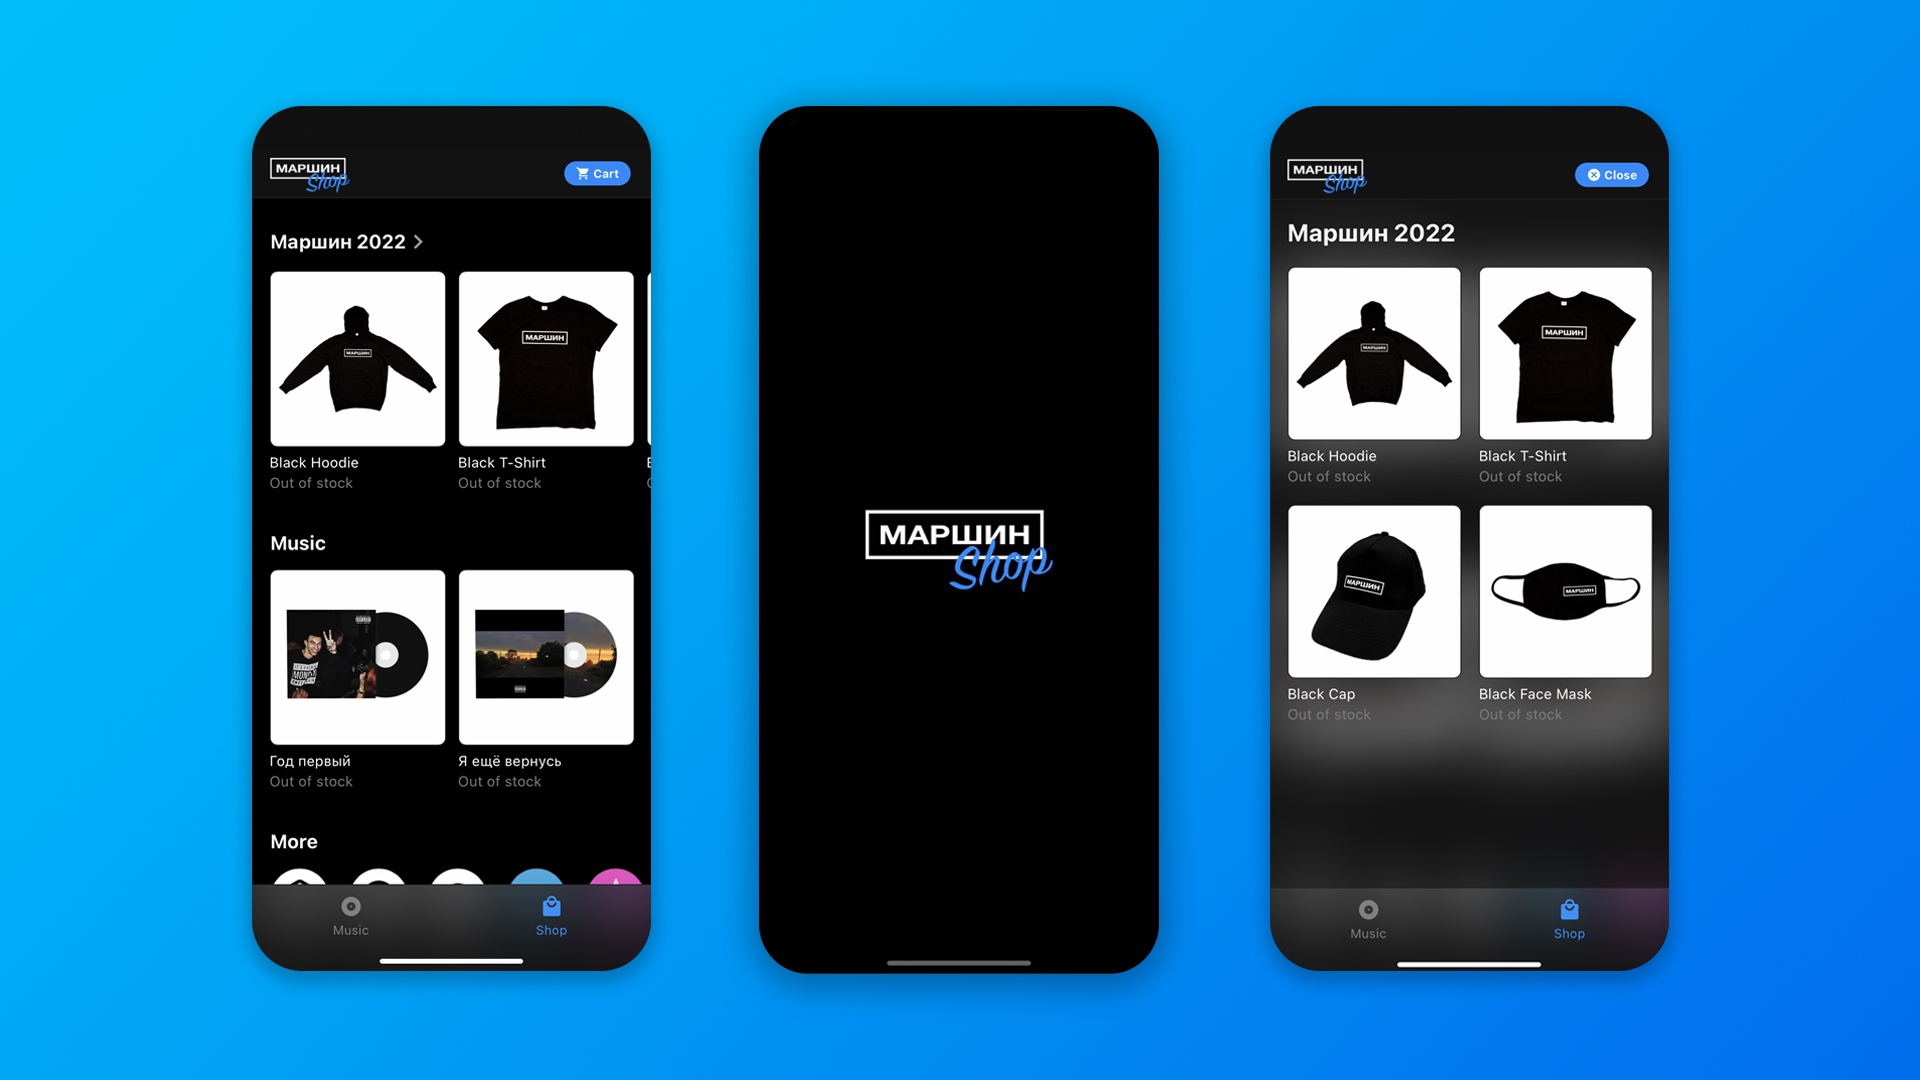 МАРШИН
Shop
Cart
Маршин 2022
МАРШИН
МАРШИН
Black Hoodie
Black T-Shirt
Out of stock
Out of stock
Music
Год первый
Я ещё вернусь
Out of stock
Out of stock
More
Music
Shop
МАРШИН
Shop
МАРШИН
Shop
Close
Маршин 2022
МАРШИН
МАРШИН
Black Hoodie
Black T-Shirt
Out of stock
Out of stock
МАРШИН
МАРШИН
Black Cap
Black Face Mask
Out of stock
Out of stock
Music
Shop